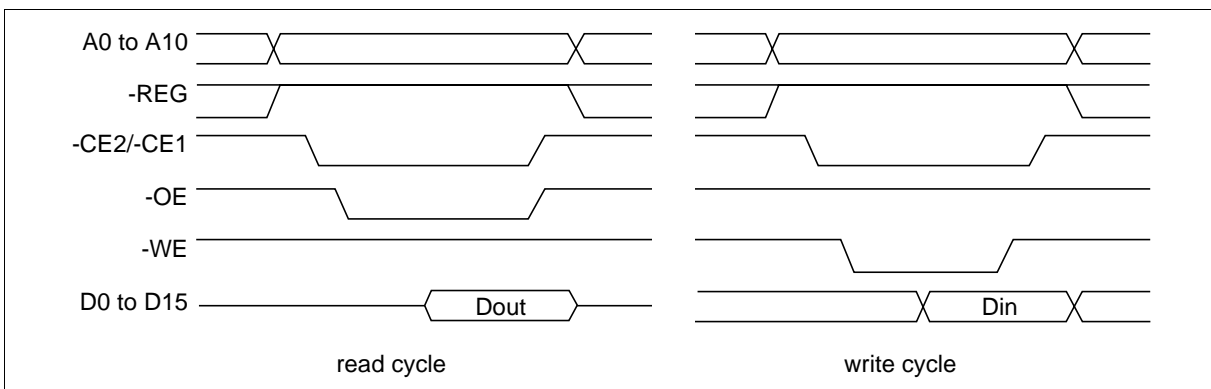 A0 to A10
-REG
-CE2/-CE1
-OE
-WE
D0 to D15 Dout Din
read cycle write cycle